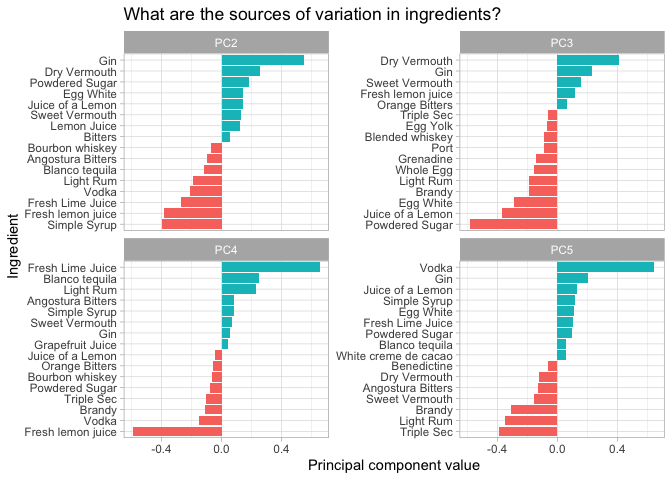 What are the sources of variation in ingredients?
PC2
Gin
Dry Vermouth
Powdered Sugar
Egg White
Juice of a Lemon
Sweet Vermouth
Lemon Juice
Bitters
Bourbon whiskey
Angostura Bitters
Blanco tequila
Light Rum
Vodka
Fresh Lime Juice
Fresh lemon juice
Simple Syrup
PC3
Dry Vermouth
Gin
Sweet Vermouth
Fresh lemon juice
Orange Bitters
Triple Sec
Egg Yolk
Blended whiskey
Port
Grenadine
Whole Egg
Light Rum
Brandy
Egg White
Juice of a Lemon
Powdered Sugar
Ingredient
PC4
Fresh Lime Juice
Blanco tequila
Light Rum
Angostura Bitters
Simple Syrup
Sweet Vermouth
Gin
Grapefruit Juice
Juice of a Lemon
Orange Bitters
Bourbon whiskey
Powdered Sugar
Triple Sec
Brandy
Vodka
Fresh lemon juice
-0.4 0.0 0.4
PC5
Vodka
Gin
Juice of a Lemon
Simple Syrup
Egg White
Fresh Lime Juice
Powdered Sugar
Blanco tequila
White creme de cacao
Benedictine
Dry Vermouth
Angostura Bitters
Sweet Vermouth
Brandy
Light Rum
Triple Sec
-0.4 0.0 0.4
Principal component value